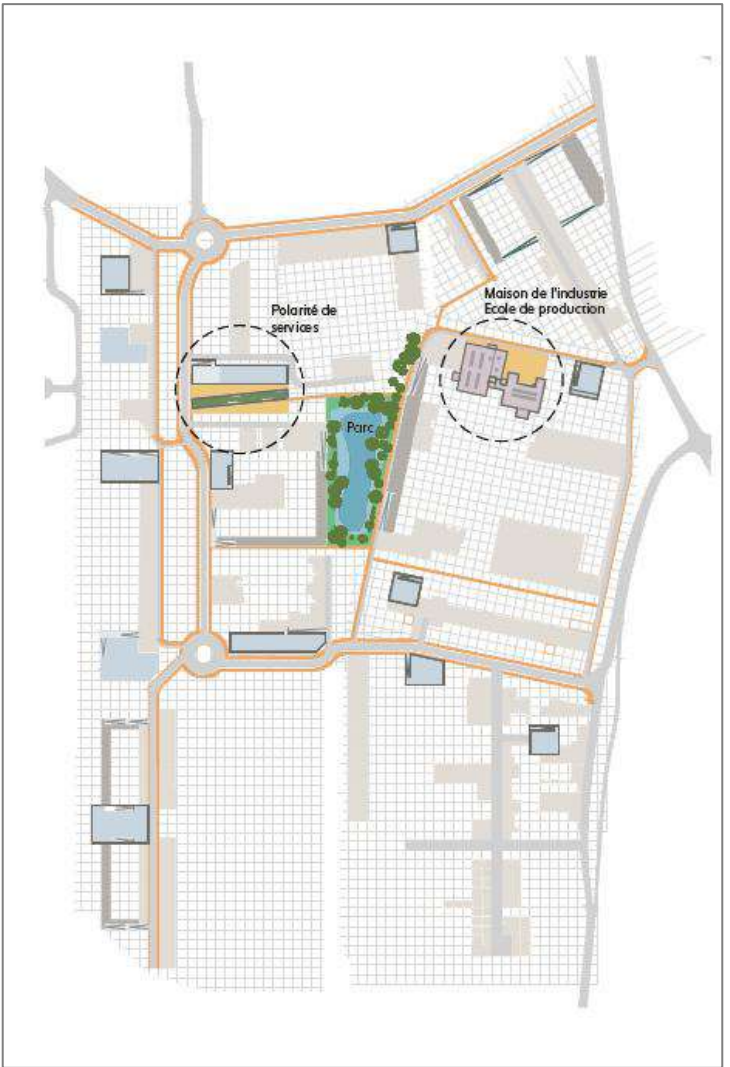 Polarité de
services
Maison de l'industrie
Ecole de production
Parc